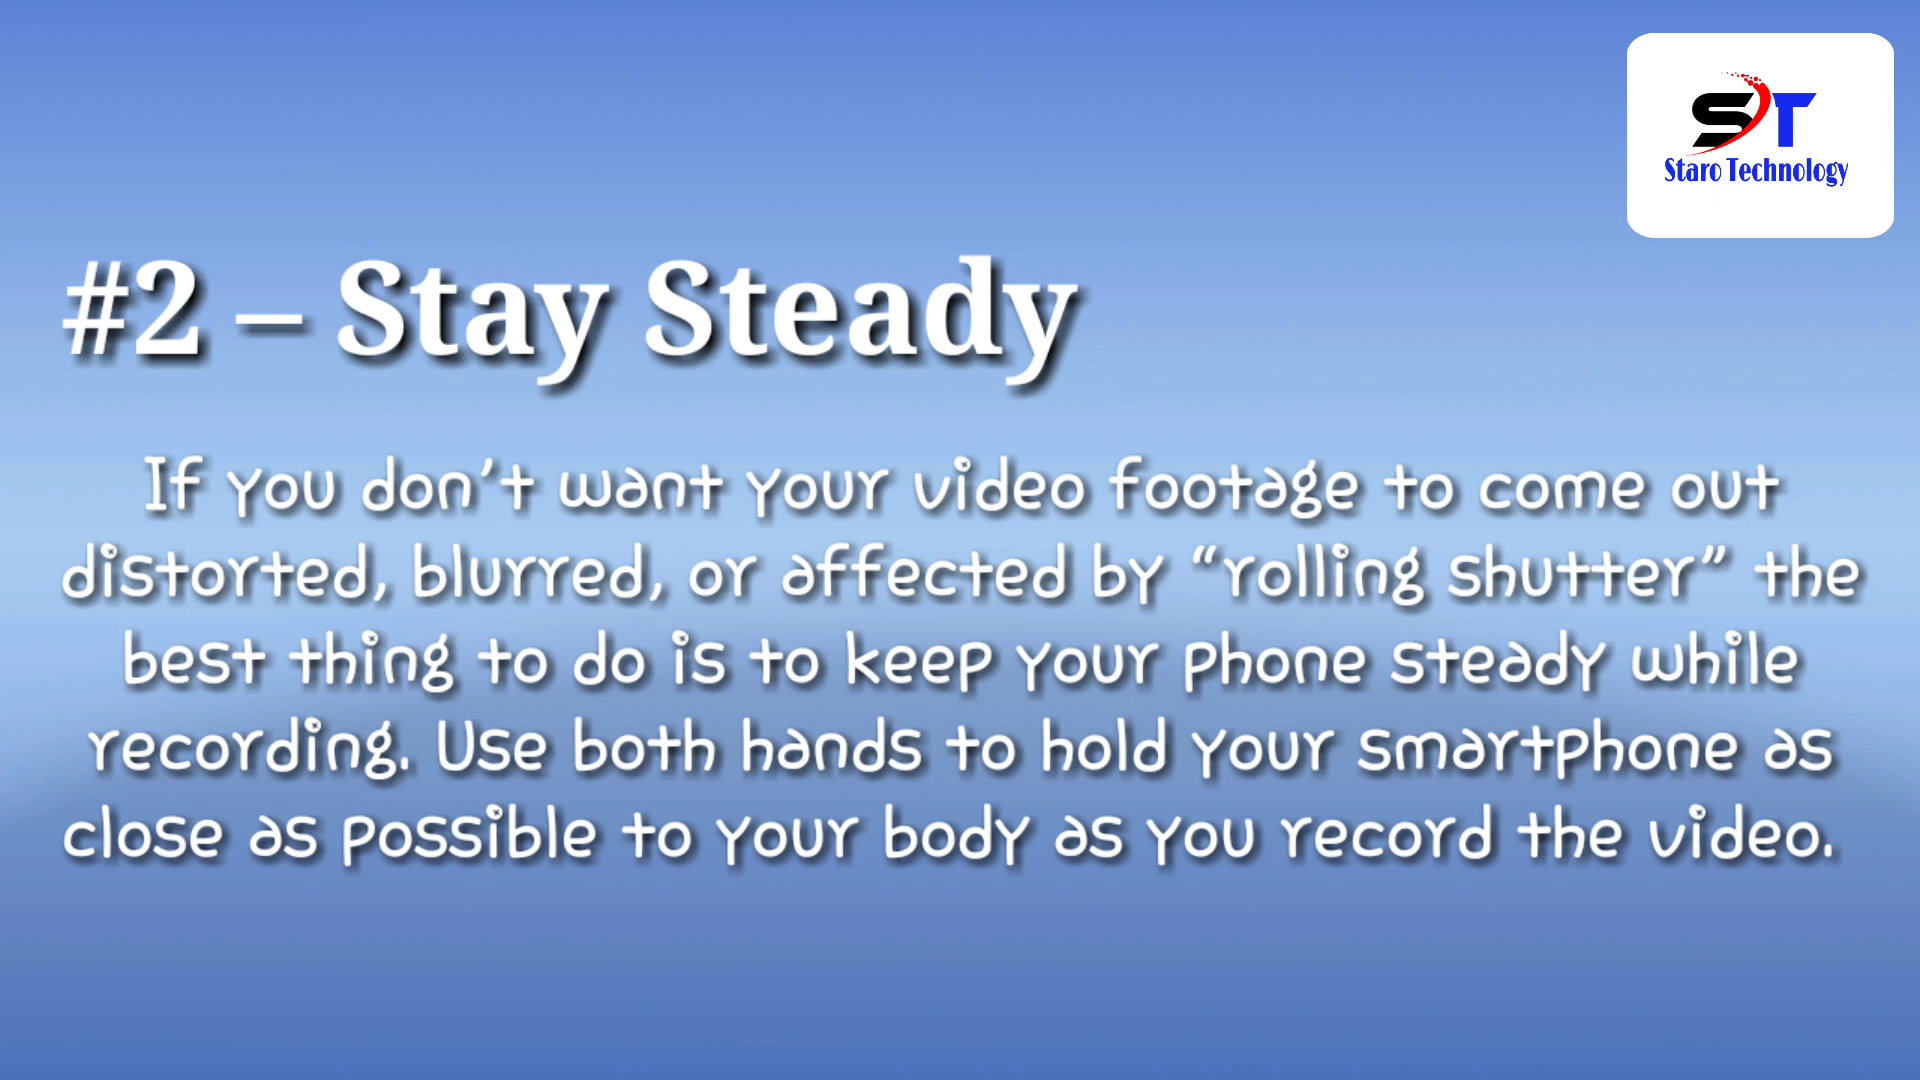 ST
Staro Technology
#2 – Stay Steady
If you don’t want your video footage to come out
distorted, blurred, or affected by “rolling shutter” the
best thing to do is to keep your phone steady while
recording. Use both hands to hold your smartphone as
close as possible to your body as you record the video.